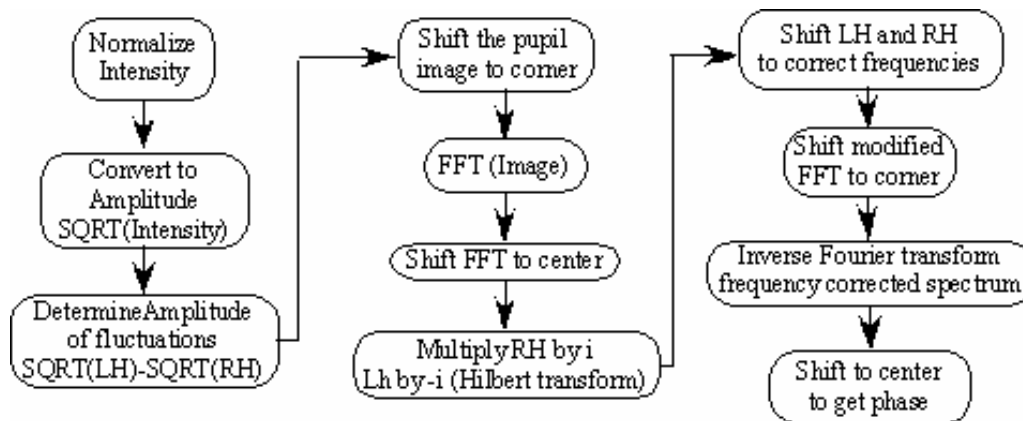 Normalize
Intensity
Convert to
Amplitude
SQRT(Intensity)
DetermineAmplitude
of fluctuations
SQRT(LH)-SQRT(RH)
Shift the pupil
image to corner
FFT (Image)
Shift FFT to center
MultiplyRH by i
Lh by-i (Hilbert transform)
Shift LH and RH
to correct frequencies
Shift modified
FFT to corner
Inverse Fourier transform
frequency corrected spectrum
Shift to center
to get phase